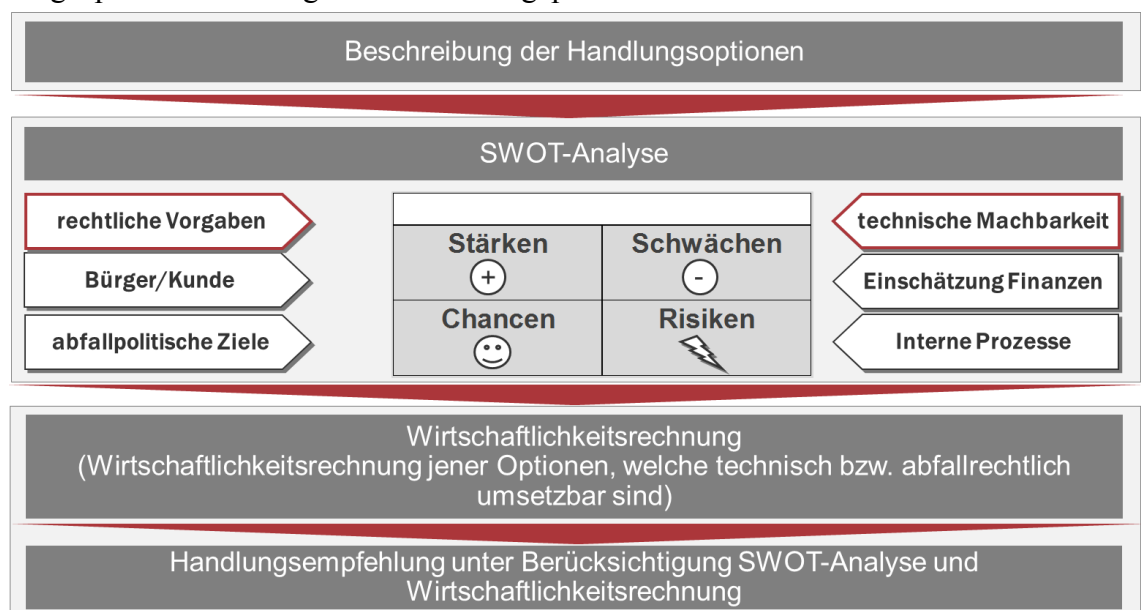 Beschreibung der Handlungsoptionen
SWOT-Analyse
rechtliche Vorgaben
Bürger/Kunde
abfallpolitische Ziele
Stärken
+
Schwächen
-
Chancen
Risiken
technische Machbarkeit
Einschätzung Finanzen
Interne Prozesse
Wirtschaftlichkeitsrechnung
(Wirtschaftlichkeitsrechnung jener Optionen, welche technisch bzw. abfallrechtlich
umsetzbar sind)
Handlungsempfehlung unter Berücksichtigung SWOT-Analyse und
Wirtschaftlichkeitsrechnung